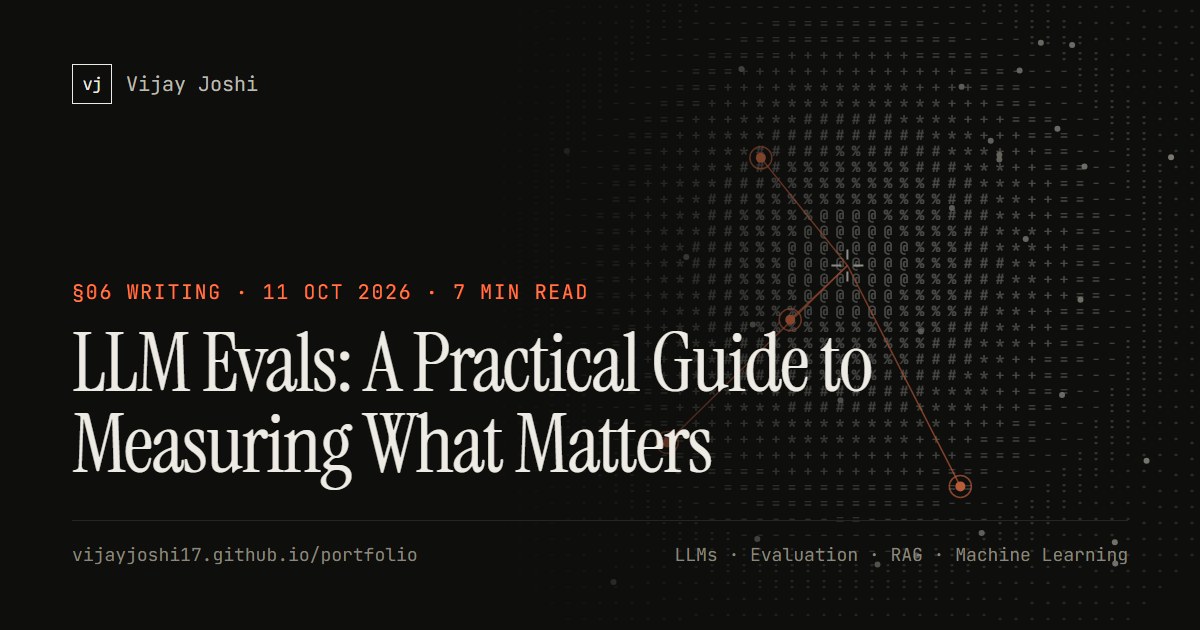 vj Vijay Joshi
§06 WRITING · 11 OCT 2026 · 7 MIN READ
LLM Evals: A Practical Guide to
Measuring What Matters
vijayjoshi17.github.io/portfolio
LLMs · Evaluation · RAG · Machine Learning